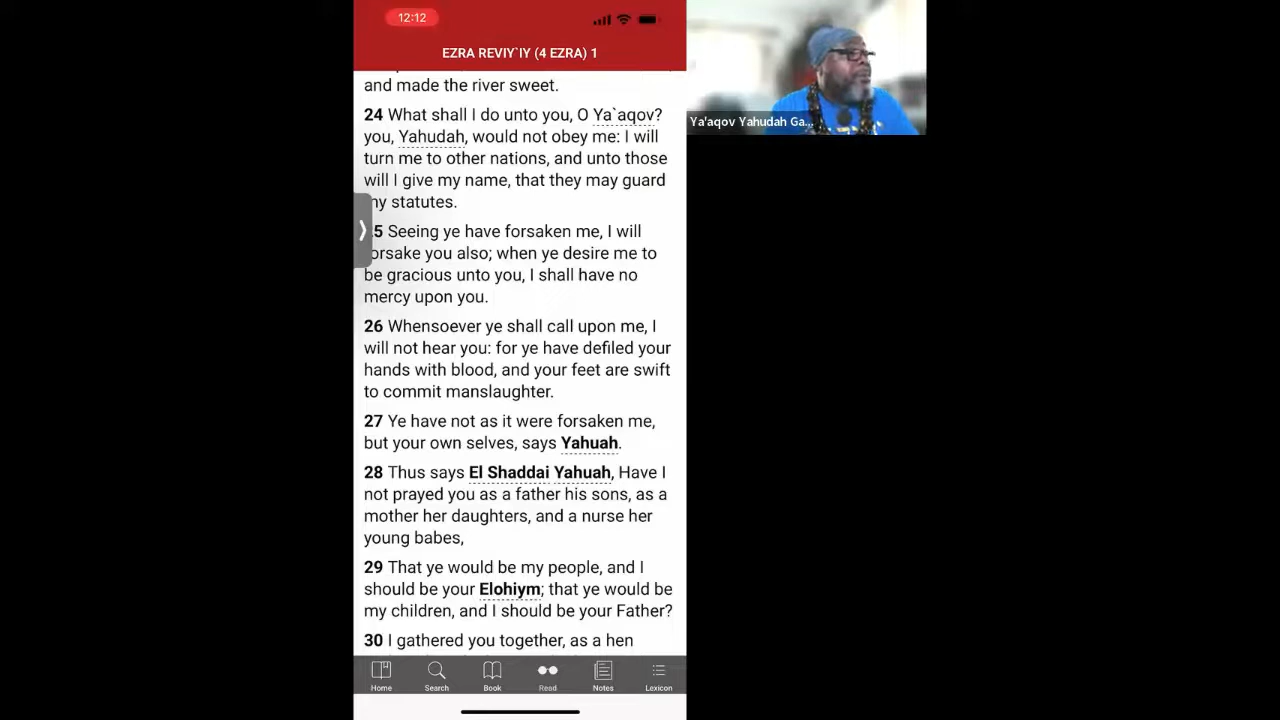 12:12
EZRA REVIY`IY (4 EZRA) 1
and made the river sweet.
24 What shall I do unto you, O Ya`aqov?
you, Yahudah, would not obey me: I will
turn me to other nations, and unto those
will I give my name, that they may guard
my statutes.
5 Seeing ye have forsaken me, I will
forsake you also; when ye desire me to
be gracious unto you, I shall have no
mercy upon you.
26 Whensoever ye shall call upon me, I
will not hear you: for ye have defiled your
hands with blood, and your feet are swift
to commit manslaughter.
27 Ye have not as it were forsaken me,
but your own selves, says Yahuah.
28 Thus says El Shaddai Yahuah, Have I
not prayed you as a father his sons, as a
mother her daughters, and a nurse her
young babes,
29 That ye would be my people, and I
should be your Elohiym; that ye would be
my children, and I should be your Father?
30 I gathered you together, as a hen
Home Search Book Read Notes Lexicon
Ya'aqov Yahudah Ga...